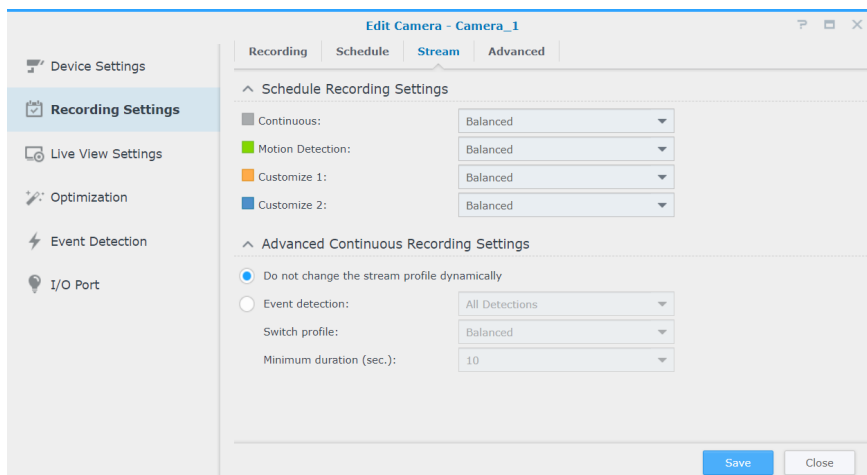 Edit Camera - Camera_1
Device Settings
Recording Settings
Live View Settings
Optimization
Event Detection
I/O Port
Recording Schedule Stream Advanced
Schedule Recording Settings
Continuous: Balanced
Motion Detection: Balanced
Customize 1: Balanced
Customize 2: Balanced
Advanced Continuous Recording Settings
Do not change the stream profile dynamically
Event detection: All Detections
Switch profile: Balanced
Minimum duration (sec.): 10
Save Close